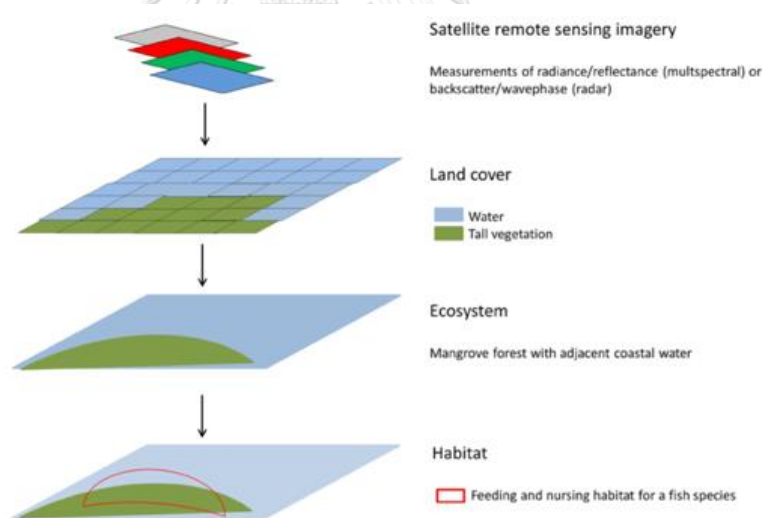 Satellite remote sensing imagery
Measurements of radiance/reflectance (multspectral) or
backscatter/wavephase (radar)
Land cover
Water
Tall vegetation
Ecosystem
Mangrove forest with adjacent coastal water
Habitat
Feeding and nursing habitat for a fish species